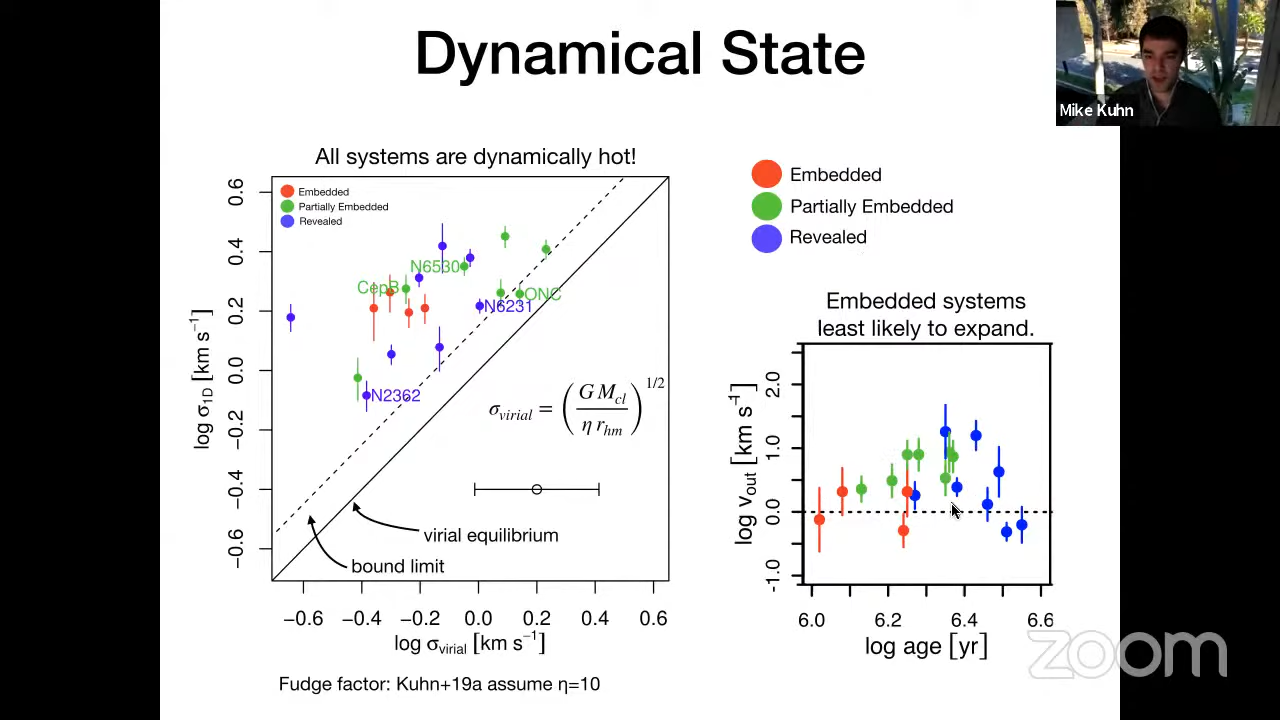 Dynamical State
Mike Kuhn
All systems are dynamically hot!
Embedded
Partially Embedded
Revealed
0.6
0.4
0.2
0.0
−0.2
−0.4
−0.6
log σ1D [km s−1]
N6530
CepB
ONC
N6231
N2362
σvirial = (G Mcl / η rhm)1/2
virial equilibrium
bound limit
−0.6 −0.4 −0.2 0.0 0.2 0.4 0.6
log σvirial [km s−1]
Fudge factor: Kuhn+19a assume η=10
Embedded
Partially Embedded
Revealed
Embedded systems
least likely to expand.
2.0
1.0
0.0
-1.0
log vout [km s−1]
6.0 6.2 6.4 6.6
log age [yr]
zoom